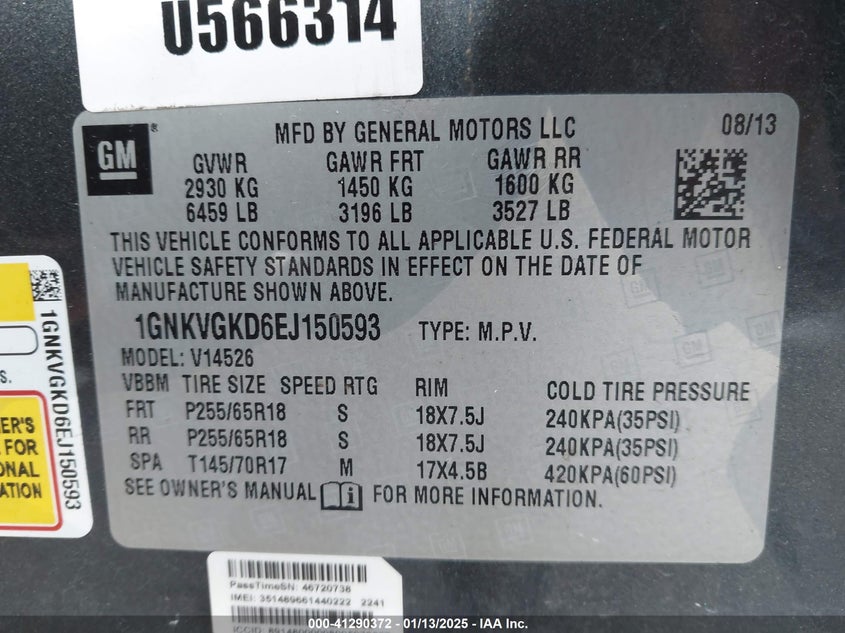 U566314
GM
®
MFD BY GENERAL MOTORS LLC 08/13
GVWR GAWR FRT GAWR RR
2930 KG 1450 KG 1600 KG
6459 LB 3196 LB 3527 LB
THIS VEHICLE CONFORMS TO ALL APPLICABLE U.S. FEDERAL MOTOR
VEHICLE SAFETY STANDARDS IN EFFECT ON THE DATE OF
MANUFACTURE SHOWN ABOVE.
1GNKVGKD6EJ150593 TYPE: M.P.V.
MODEL: V14526
VBBM TIRE SIZE SPEED RTG RIM COLD TIRE PRESSURE
FRT P255/65R18 S 18X7.5J 240KPA(35PSI)
RR P255/65R18 S 18X7.5J 240KPA(35PSI)
SPA T145/70R17 M 17X4.5B 420KPA(60PSI)
SEE OWNER'S MANUAL i FOR MORE INFORMATION.
1GNKVGKD6EJ150593
S.
ER'S
FOR
ONAL
ATION
PassTimeSN: 46720738
IMEI: 351469661440222 2241
000-41290372 - 01/13/2025 - IAA Inc.